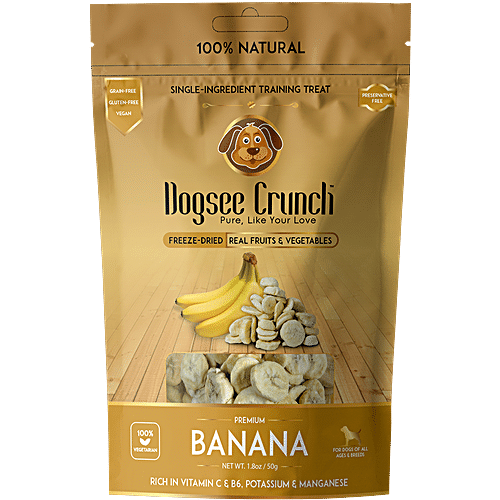 100% NATURAL
SINGLE-INGREDIENT TRAINING TREAT
GRAIN-FREE
GLUTEN-FREE
VEGAN
PRESERVATIVE
FREE
Dogsee Crunch™
Pure, Like Your Love
FREEZE-DRIED REAL FRUITS & VEGETABLES
PREMIUM
BANANA
NET WT. 1.8oz / 50g
100%
VEGETARIAN
FOR DOGS OF ALL
AGES & BREEDS
RICH IN VITAMIN C & B6, POTASSIUM & MANGANESE